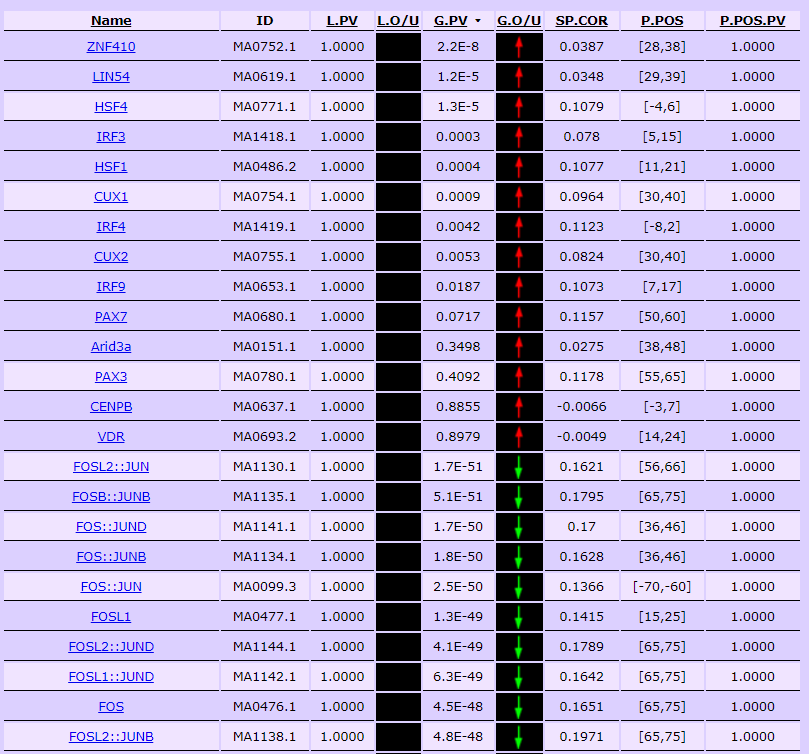 Name ID L.PV L.O/U G.PV G.O/U SP.COR P.POS P.POS.PV
ZNF410 MA0752.1 1.0000 2.2E-8 0.0387 [28,38] 1.0000
LIN54 MA0619.1 1.0000 1.2E-5 0.0348 [29,39] 1.0000
HSF4 MA0771.1 1.0000 1.3E-5 0.1079 [-4,6] 1.0000
IRF3 MA1418.1 1.0000 0.0003 0.078 [5,15] 1.0000
HSF1 MA0486.2 1.0000 0.0004 0.1077 [11,21] 1.0000
CUX1 MA0754.1 1.0000 0.0009 0.0964 [30,40] 1.0000
IRF4 MA1419.1 1.0000 0.0042 0.1123 [-8,2] 1.0000
CUX2 MA0755.1 1.0000 0.0053 0.0824 [30,40] 1.0000
IRF9 MA0653.1 1.0000 0.0187 0.1073 [7,17] 1.0000
PAX7 MA0680.1 1.0000 0.0717 0.1157 [50,60] 1.0000
Arid3a MA0151.1 1.0000 0.3498 0.0275 [38,48] 1.0000
PAX3 MA0780.1 1.0000 0.4092 0.1178 [55,65] 1.0000
CENPB MA0637.1 1.0000 0.8855 -0.0066 [-3,7] 1.0000
VDR MA0693.2 1.0000 0.8979 -0.0049 [14,24] 1.0000
FOSL2::JUN MA1130.1 1.0000 1.7E-51 0.1621 [56,66] 1.0000
FOSB::JUNB MA1135.1 1.0000 5.1E-51 0.1795 [65,75] 1.0000
FOS::JUND MA1141.1 1.0000 1.7E-50 0.17 [36,46] 1.0000
FOS::JUNB MA1134.1 1.0000 1.8E-50 0.1628 [36,46] 1.0000
FOS::JUN MA0099.3 1.0000 2.5E-50 0.1366 [-70,-60] 1.0000
FOSL1 MA0477.1 1.0000 1.3E-49 0.1415 [15,25] 1.0000
FOSL2::JUND MA1144.1 1.0000 4.1E-49 0.1789 [65,75] 1.0000
FOSL1::JUND MA1142.1 1.0000 6.3E-49 0.1642 [65,75] 1.0000
FOS MA0476.1 1.0000 4.5E-48 0.1651 [65,75] 1.0000
FOSL2::JUNB MA1138.1 1.0000 4.8E-48 0.1971 [65,75] 1.0000